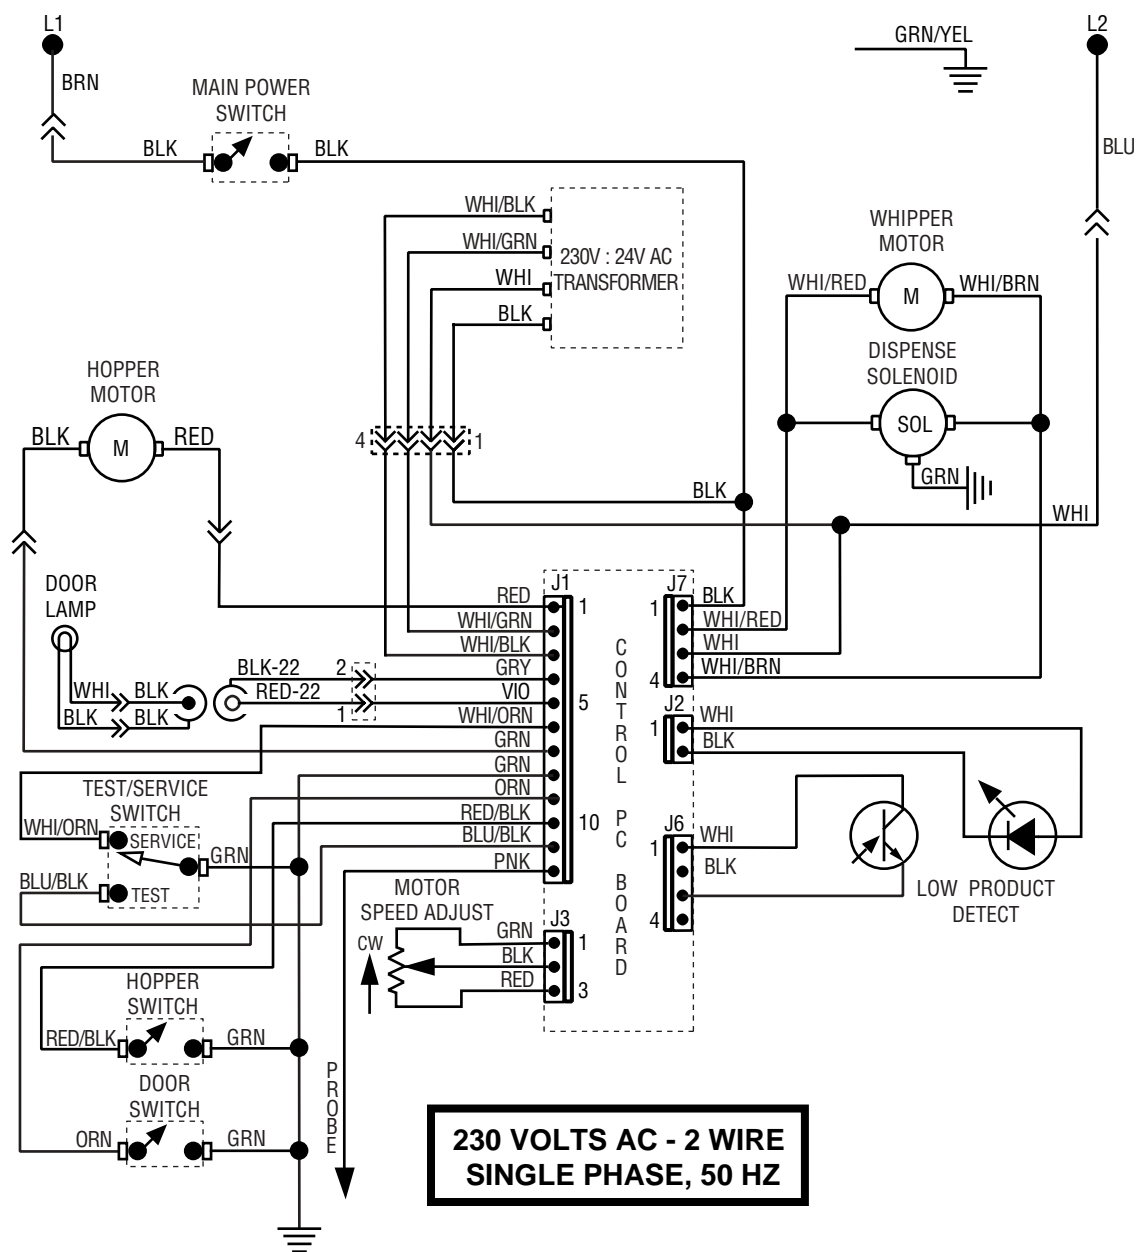 L1
L2
GRN/YEL
BRN
MAIN POWER
SWITCH
BLK
BLK
BLU
WHI/BLK
WHI/GRN
WHI
BLK
230V : 24V AC
TRANSFORMER
WHIPPER
MOTOR
WHI/RED
M
WHI/BRN
DISPENSE
SOLENOID
SOL
GRN
HOPPER
MOTOR
BLK
M
RED
4
1
BLK
WHI
DOOR
LAMP
WHI
BLK
BLK
BLK
BLK-22
2
RED-22
1
J1
RED
1
WHI/GRN
WHI/BLK
GRY
VIO
5
WHI/ORN
GRN
GRN
ORN
RED/BLK
10
BLU/BLK
PNK
J7
1
BLK
WHI/RED
WHI
4
WHI/BRN
CONTROL PC BOARD
J2
1
WHI
BLK
J6
1
WHI
BLK
4
LOW PRODUCT
DETECT
TEST/SERVICE
SWITCH
WHI/ORN
SERVICE
GRN
BLU/BLK
TEST
MOTOR
SPEED ADJUST
CW
J3
GRN
1
BLK
RED
3
HOPPER
SWITCH
RED/BLK
GRN
DOOR
SWITCH
ORN
GRN
PROBE
230 VOLTS AC - 2 WIRE
SINGLE PHASE, 50 HZ